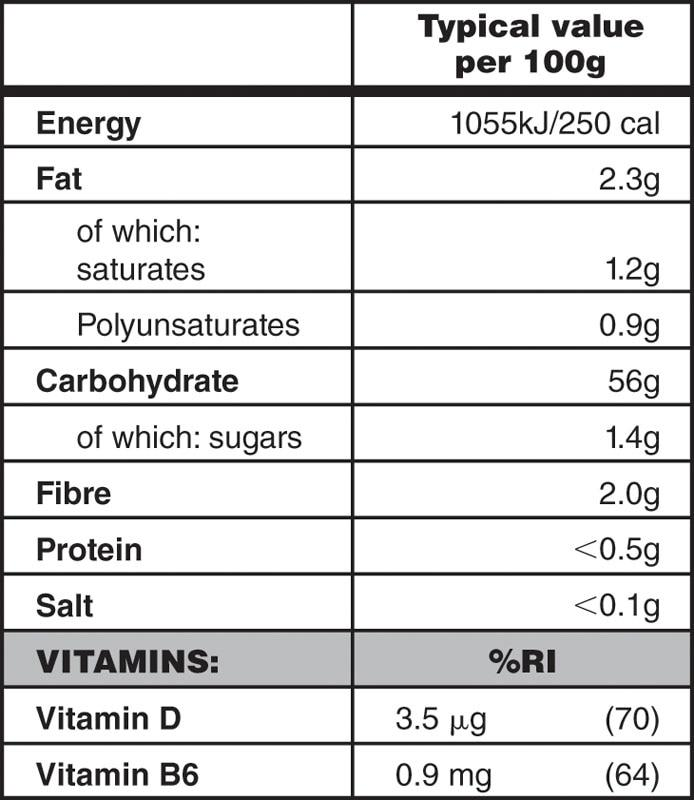 Typical value
per 100g
Energy 1055kJ/250 cal
Fat 2.3g
of which:
saturates 1.2g
Polyunsaturates 0.9g
Carbohydrate 56g
of which: sugars 1.4g
Fibre 2.0g
Protein <0.5g
Salt <0.1g
VITAMINS: %RI
Vitamin D 3.5 µg (70)
Vitamin B6 0.9 mg (64)